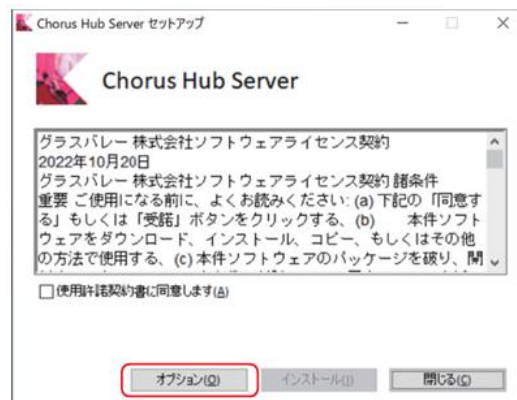 Chorus Hub Server セットアップ
Chorus Hub Server
グラスバレー 株式会社ソフトウェアライセンス契約
2022年10月20日
グラスバレー 株式会社ソフトウェアライセンス契約 諸条件
重要 ご使用になる前に、よくお読みください: (a) 下記の「同意す
る」もしくは「受諾」ボタンをクリックする、(b) 本件ソフト
ウェアをダウンロード、インストール、コピー、もしくはその他
の方法で使用する、(c) 本件ソフトウェアのパッケージを破り、開
使用許諾契約書に同意します(A)
オプション(O)
インストール(I)
閉じる(C)